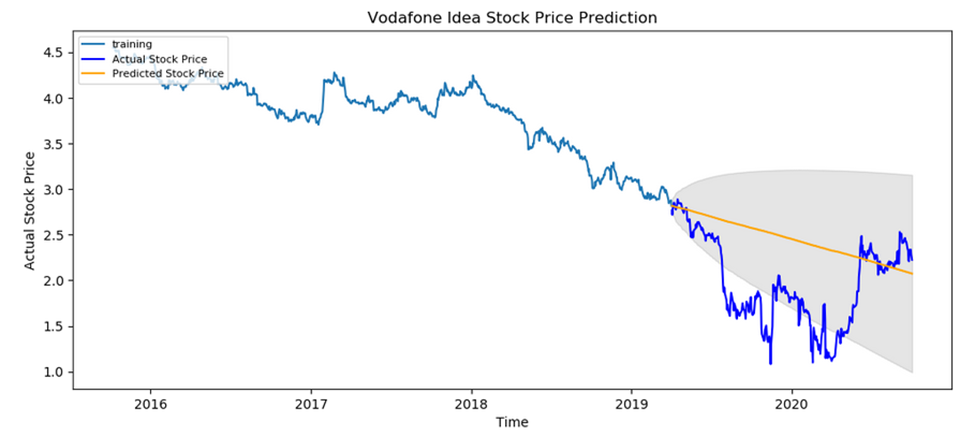 Vodafone Idea Stock Price Prediction
training
Actual Stock Price
Predicted Stock Price
Actual Stock Price
4.5
4.0
3.5
3.0
2.5
2.0
1.5
1.0
2016 2017 2018 2019 2020
Time